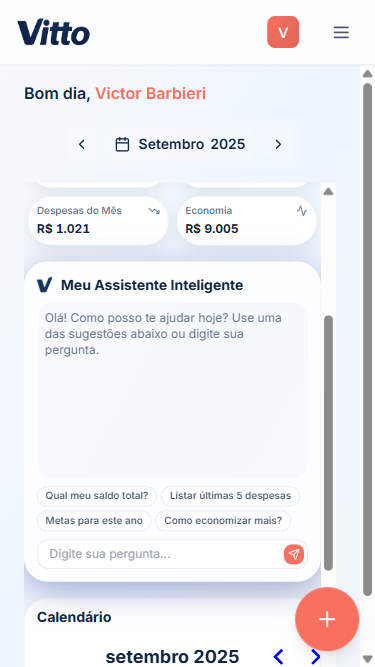 Vitto
V
Bom dia, Victor Barbieri
Setembro 2025
Despesas do Mês
R$ 1.021
Economia
R$ 9.005
Meu Assistente Inteligente
Olá! Como posso te ajudar hoje? Use uma
das sugestões abaixo ou digite sua
pergunta.
Qual meu saldo total?
Listar últimas 5 despesas
Metas para este ano
Como economizar mais?
Digite sua pergunta...
Calendário
setembro 2025